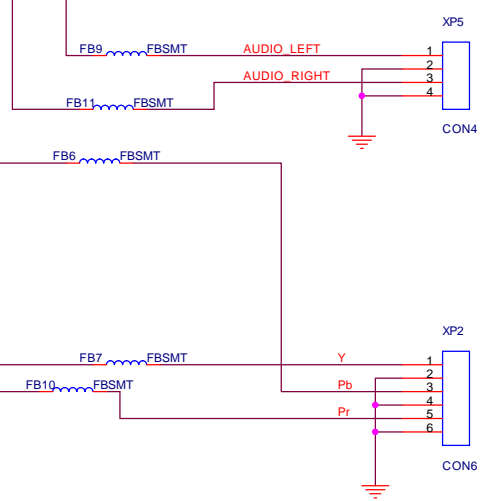 XP5
FB9 FBSMT AUDIO_LEFT 1
2
AUDIO_RIGHT 3
4
FB11 FBSMT
CON4
FB6 FBSMT
XP2
FB7 FBSMT Y 1
2
FB10 FBSMT Pb 3
4
Pr 5
6
CON6